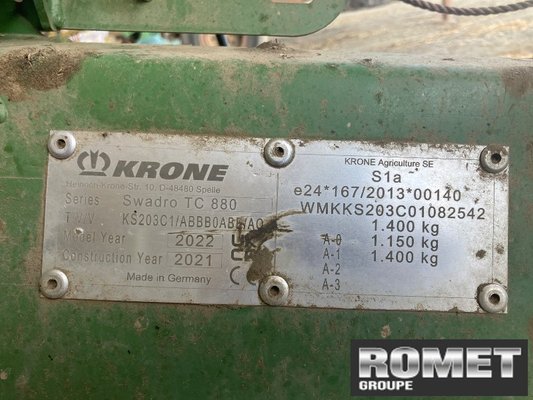 KRONE
Heinrich-Krone-Str. 10, D-48480 Spelle
Series Swadro TC 880
T/V/V KS203C1/ABBB0ABB/AO
Model Year 2022
Construction Year 2021
Made in Germany
KRONE Agriculture SE
S1a
e24*167/2013*00140
WMKKS203C01082542
1.400 kg
A-0 1.150 kg
A-1 1.400 kg
A-2
A-3
ROMET
GROUPE